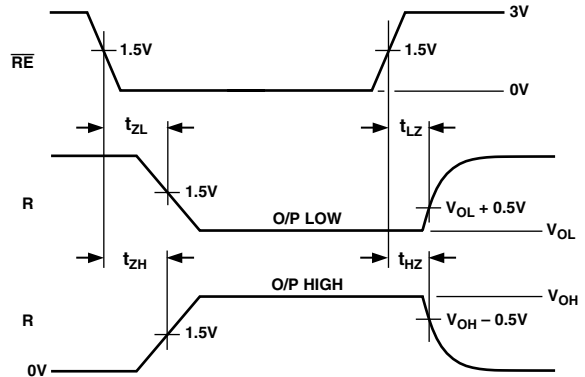 3V
RE
1.5V
1.5V
0V
tZL
tLZ
R
1.5V
O/P LOW
VOL + 0.5V
VOL
tZH
tHZ
O/P HIGH
VOH
R
1.5V
VOH – 0.5V
0V